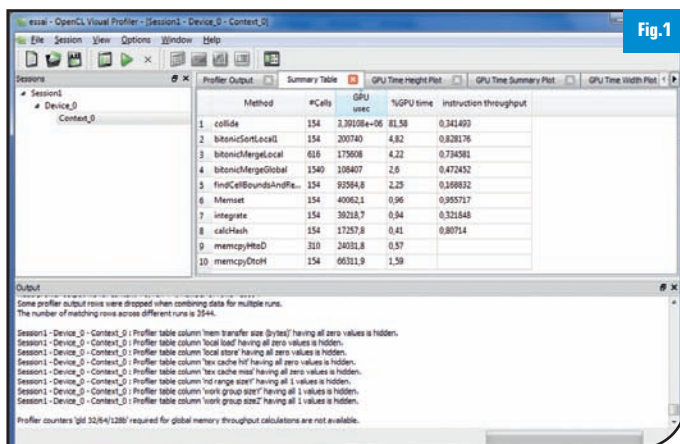 essai - OpenCL Visual Profiler - [Session1 - Device_0 - Context_0]
Fig.1
File Session View Options Window Help
Sessions
Session1
Device_0
Context_0
Profiler Output Summary Table GPU Time Height Plot GPU Time Summary Plot GPU Time Width Plot
Method #Calls GPU usec %GPU time instruction throughput
1 collide 154 3,39108e+06 81,58 0,341493
2 bitonicSortLocal1 154 200740 4,82 0,828176
3 bitonicMergeLocal 616 175608 4,22 0,734581
4 bitonicMergeGlobal 1540 108407 2,6 0,472452
5 findCellBoundsAndRe... 154 93584,8 2,25 0,168832
6 Memset 154 40062,1 0,96 0,955717
7 integrate 154 39218,7 0,94 0,321848
8 calcHash 154 17257,8 0,41 0,80714
9 memcpyHtoD 310 24031,8 0,57
10 memcpyDtoH 154 66311,9 1,59
Output
Some profiler output rows were dropped when combining data for multiple runs.
The number of matching rows across different runs is 3544.
Session1 - Device_0 - Context_0 : Profiler table column 'mem transfer size (bytes)' having all zero values is hidden.
Session1 - Device_0 - Context_0 : Profiler table column 'local load' having all zero values is hidden.
Session1 - Device_0 - Context_0 : Profiler table column 'local store' having all zero values is hidden.
Session1 - Device_0 - Context_0 : Profiler table column 'tex cache hit' having all zero values is hidden.
Session1 - Device_0 - Context_0 : Profiler table column 'tex cache miss' having all zero values is hidden.
Session1 - Device_0 - Context_0 : Profiler table column 'nd range sizeY' having all 1 values is hidden.
Session1 - Device_0 - Context_0 : Profiler table column 'work group sizeY' having all 1 values is hidden.
Session1 - Device_0 - Context_0 : Profiler table column 'work group sizeZ' having all 1 values is hidden.
Profiler counters 'gld 32/64/128b' required for global memory throughput calculations are not available.